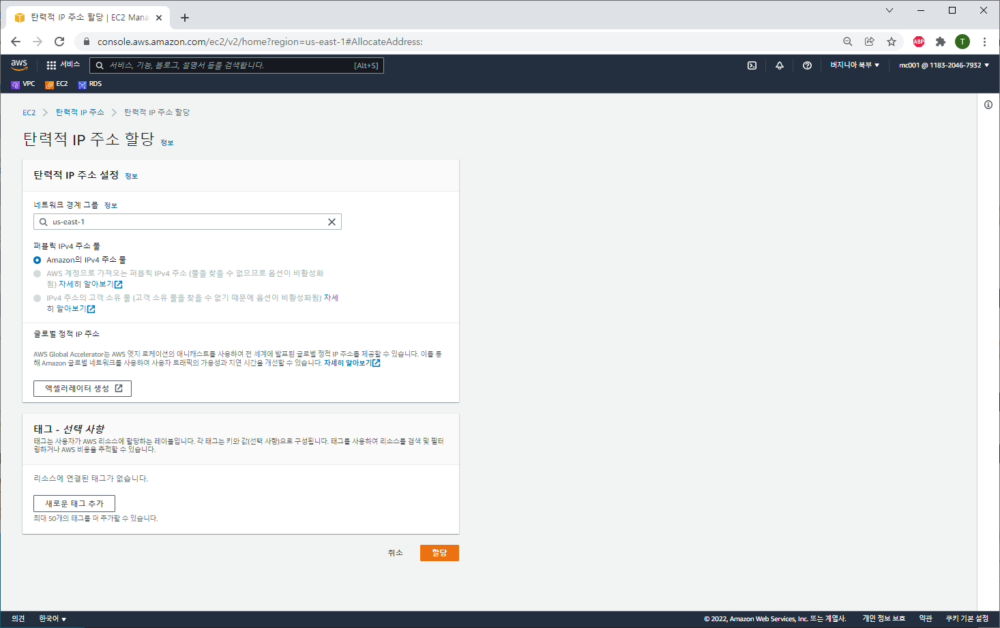 탄력적 IP 주소 할당 | EC2 Mana
console.aws.amazon.com/ec2/v2/home?region=us-east-1#AllocateAddress:
ABP
T
aws
서비스
서비스, 기능, 블로그, 설명서 등을 검색합니다.
[Alt+S]
버지니아 북부
mc001 @ 1183-2046-7932
VPC
EC2
RDS
EC2 > 탄력적 IP 주소 > 탄력적 IP 주소 할당
탄력적 IP 주소 할당 정보
탄력적 IP 주소 설정 정보
네트워크 경계 그룹 정보
us-east-1
퍼블릭 IPv4 주소 풀
Amazon의 IPv4 주소 풀
AWS 계정으로 가져오는 퍼블릭 IPv4 주소 (풀을 찾을 수 없으므로 옵션이 비활성화
됨) 자세히 알아보기
IPv4 주소의 고객 소유 풀 (고객 소유 풀을 찾을 수 없기 때문에 옵션이 비활성화됨) 자세
히 알아보기
글로벌 정적 IP 주소
AWS Global Accelerator는 AWS 엣지 로케이션의 애니캐스트를 사용하여 전 세계에 발표된 글로벌 정적 IP 주소를 제공할 수 있습니다. 이를 통
해 Amazon 글로벌 네트워크를 사용하여 사용자 트래픽의 가용성과 지연 시간을 개선할 수 있습니다. 자세히 알아보기
액셀러레이터 생성
태그 - 선택 사항
태그는 사용자가 AWS 리소스에 할당하는 레이블입니다. 각 태그는 키와 값(선택 사항)으로 구성됩니다. 태그를 사용하여 리소스를 검색 및 필터
링하거나 AWS 비용을 추적할 수 있습니다.
리소스에 연결된 태그가 없습니다.
새로운 태그 추가
최대 50개의 태그를 더 추가할 수 있습니다.
취소
할당
의견
한국어
© 2022, Amazon Web Services, Inc. 또는 계열사.
개인 정보 보호
약관
쿠키 기본 설정